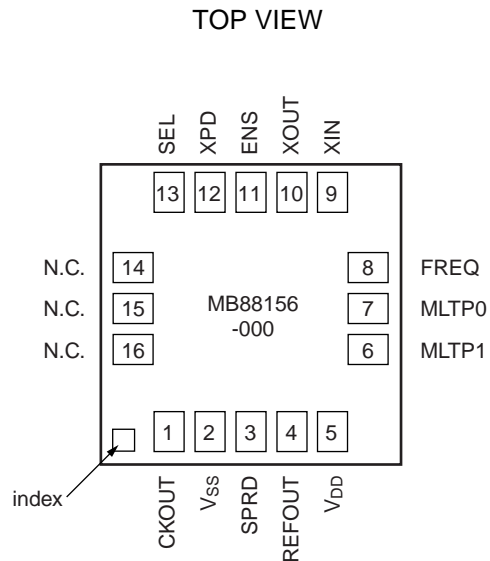 TOP VIEW
SEL
XPD
ENS
XOUT
XIN
13
12
11
10
9
N.C.
14
8
FREQ
N.C.
15
MB88156
-000
7
MLTP0
N.C.
16
6
MLTP1
1
2
3
4
5
index
CKOUT
VSS
SPRD
REFOUT
VDD